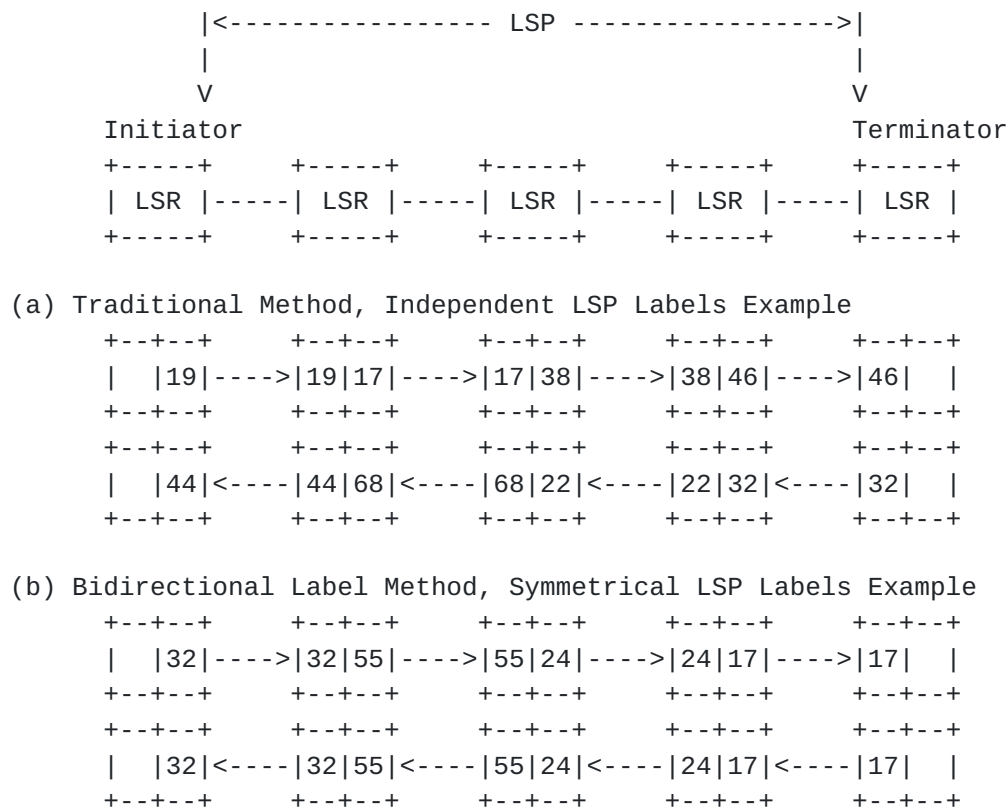 |<----------------- LSP ---------------->|
            |                                        |
            V                                        V
      Initiator                                      Terminator
      +-----+     +-----+     +-----+     +-----+     +-----+
      | LSR |-----| LSR |-----| LSR |-----| LSR |-----| LSR |
      +-----+     +-----+     +-----+     +-----+     +-----+

(a) Traditional Method, Independent LSP Labels Example
      +--+--+     +--+--+     +--+--+     +--+--+     +--+--+
      |  |19|---->|19|17|---->|17|38|---->|38|46|---->|46|  |
      +--+--+     +--+--+     +--+--+     +--+--+     +--+--+
      +--+--+     +--+--+     +--+--+     +--+--+     +--+--+
      |  |44|<----|44|68|<----|68|22|<----|22|32|<----|32|  |
      +--+--+     +--+--+     +--+--+     +--+--+     +--+--+

(b) Bidirectional Label Method, Symmetrical LSP Labels Example
      +--+--+     +--+--+     +--+--+     +--+--+     +--+--+
      |  |32|---->|32|55|---->|55|24|---->|24|17|---->|17|  |
      +--+--+     +--+--+     +--+--+     +--+--+     +--+--+
      +--+--+     +--+--+     +--+--+     +--+--+     +--+--+
      |  |32|<----|32|55|<----|55|24|<----|24|17|<----|17|  |
      +--+--+     +--+--+     +--+--+     +--+--+     +--+--+